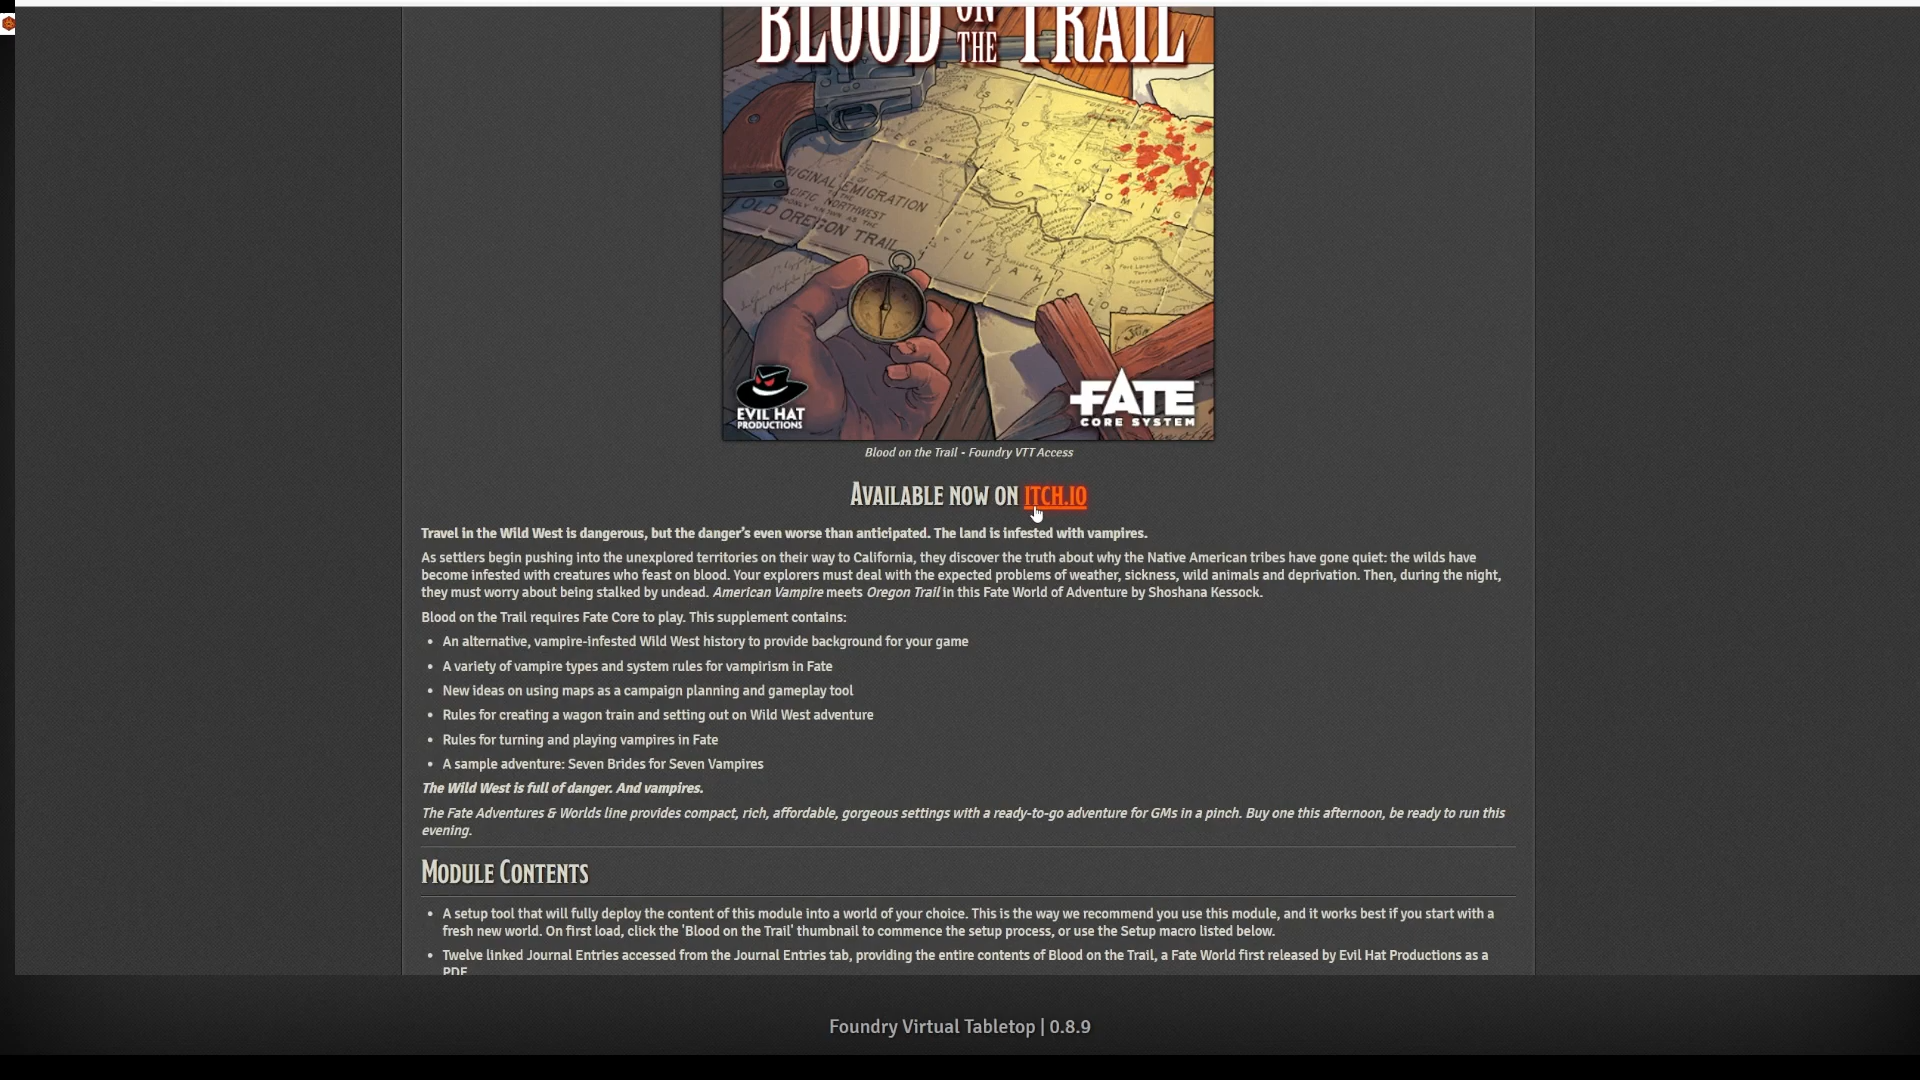 BLOOD ON THE TRAIL
ORIGINAL EMIGRATION
TO THE
PACIFIC NORTHWEST
COMMONLY KNOWN AS THE
OLD OREGON TRAIL
WYOMING
UTAH
EVIL HAT
PRODUCTIONS
FATE
CORE SYSTEM
Blood on the Trail - Foundry VTT Access
Available now on itch.io
Travel in the Wild West is dangerous, but the danger's even worse than anticipated. The land is infested with vampires.
As settlers begin pushing into the unexplored territories on their way to California, they discover the truth about why the Native American tribes have gone quiet: the wilds have
become infested with creatures who feast on blood. Your explorers must deal with the expected problems of weather, sickness, wild animals and deprivation. Then, during the night,
they must worry about being stalked by undead. American Vampire meets Oregon Trail in this Fate World of Adventure by Shoshana Kessock.
Blood on the Trail requires Fate Core to play. This supplement contains:
• An alternative, vampire-infested Wild West history to provide background for your game
• A variety of vampire types and system rules for vampirism in Fate
• New ideas on using maps as a campaign planning and gameplay tool
• Rules for creating a wagon train and setting out on Wild West adventure
• Rules for turning and playing vampires in Fate
• A sample adventure: Seven Brides for Seven Vampires
The Wild West is full of danger. And vampires.
The Fate Adventures & Worlds line provides compact, rich, affordable, gorgeous settings with a ready-to-go adventure for GMs in a pinch. Buy one this afternoon, be ready to run this
evening.
Module Contents
• A setup tool that will fully deploy the content of this module into a world of your choice. This is the way we recommend you use this module, and it works best if you start with a
fresh new world. On first load, click the 'Blood on the Trail' thumbnail to commence the setup process, or use the Setup macro listed below.
• Twelve linked Journal Entries accessed from the Journal Entries tab, providing the entire contents of Blood on the Trail, a Fate World first released by Evil Hat Productions as a
PDF
Foundry Virtual Tabletop | 0.8.9